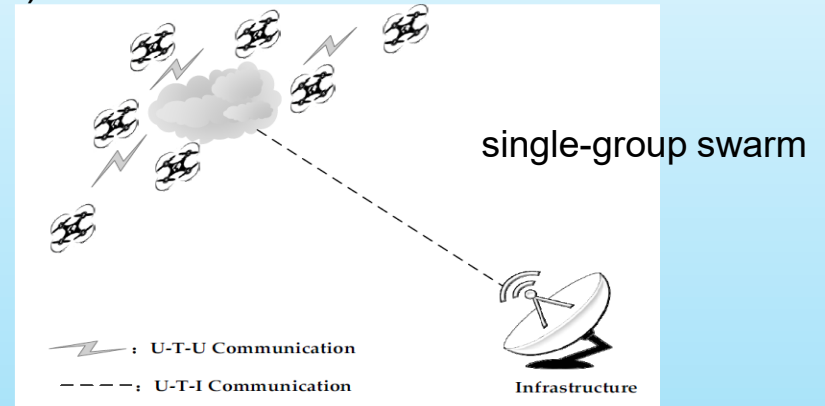 single-group swarm
: U-T-U Communication
: U-T-I Communication
Infrastructure